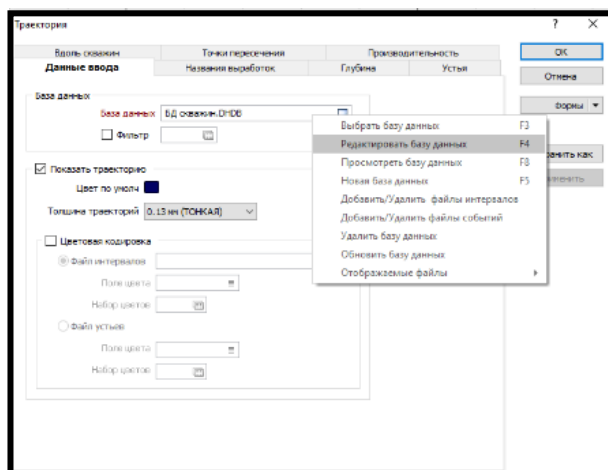 Траектория ? ×
Вдоль скважин Точки пересечения Производительность
Данные ввода Названия выработок Глубина Устья
ОК
Отмена
Формы
База данных
База данных БД скважин.DHDB
Фильтр
Выбрать базу данных F3
Редактировать базу данных F4
Просмотреть базу данных F8
Новая база данных F5
Добавить/Удалить файлы интервалов
Добавить/Удалить файлы событий
Удалить базу данных
Обновить базу данных
Отображаемые файлы
ранить как
именить
Показать траекторию
Цвет по умолч
Толщина траекторий 0.13 мм (ТОНКАЯ)
Цветовая кодировка
Файл интервалов
Поле цвета
Набор цветов
Файл устьев
Поле цвета
Набор цветов